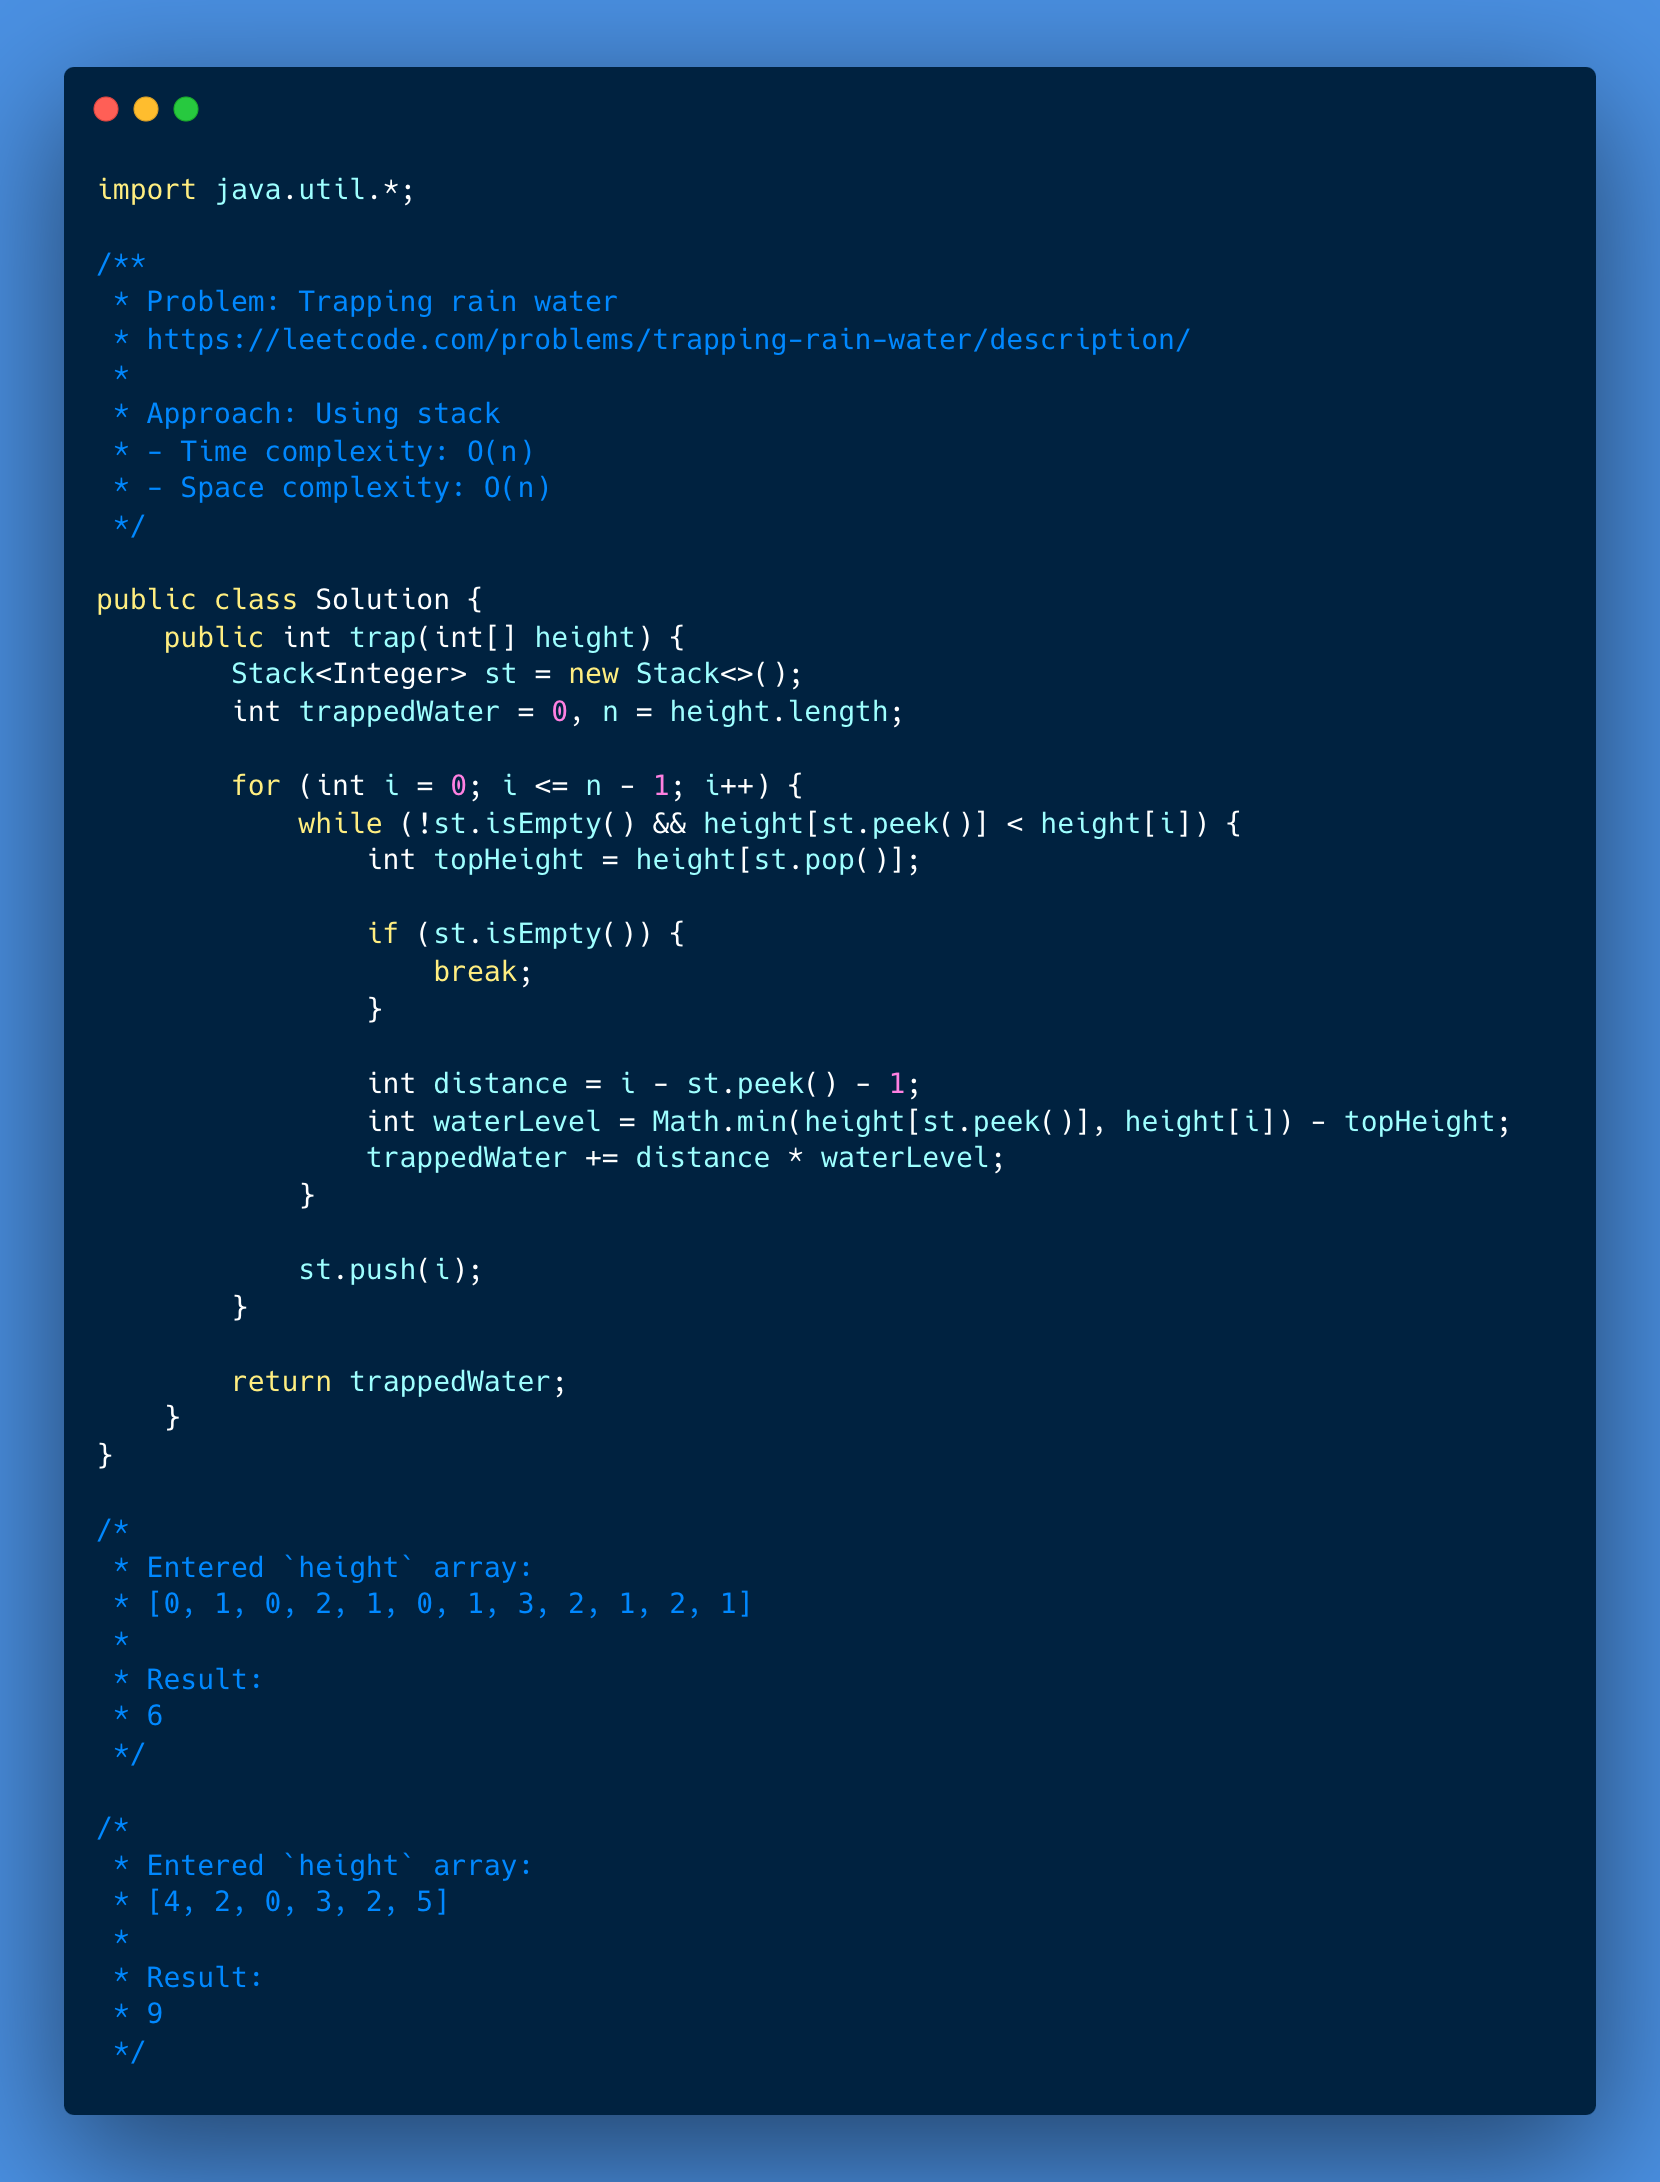 import java.util.*;

/**
 * Problem: Trapping rain water
 * https://leetcode.com/problems/trapping-rain-water/description/
 *
 * Approach: Using stack
 * - Time complexity: O(n)
 * - Space complexity: O(n)
 */

public class Solution {
    public int trap(int[] height) {
        Stack<Integer> st = new Stack<>();
        int trappedWater = 0, n = height.length;

        for (int i = 0; i <= n - 1; i++) {
            while (!st.isEmpty() && height[st.peek()] < height[i]) {
                int topHeight = height[st.pop()];

                if (st.isEmpty()) {
                    break;
                }

                int distance = i - st.peek() - 1;
                int waterLevel = Math.min(height[st.peek()], height[i]) - topHeight;
                trappedWater += distance * waterLevel;
            }

            st.push(i);
        }

        return trappedWater;
    }
}

/*
 * Entered `height` array:
 * [0, 1, 0, 2, 1, 0, 1, 3, 2, 1, 2, 1]
 *
 * Result:
 * 6
 */

/*
 * Entered `height` array:
 * [4, 2, 0, 3, 2, 5]
 *
 * Result:
 * 9
 */